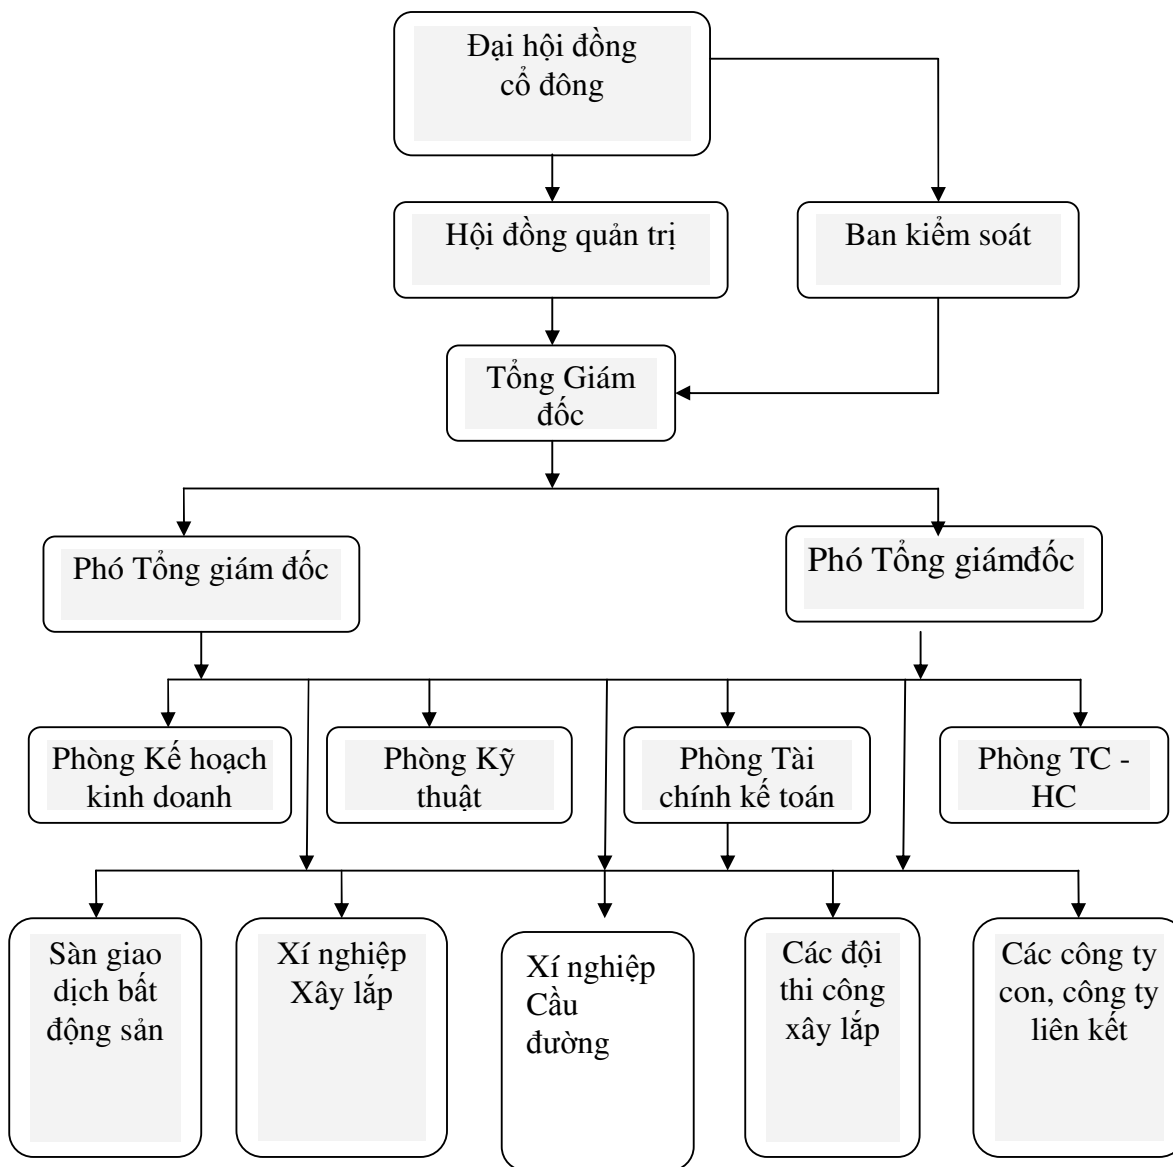 Đại hội đồng
cổ đông
Hội đồng quản trị
Ban kiểm soát
Tổng Giám
đốc
Phó Tổng giám đốc
Phó Tổng giámđốc
Phòng Kế hoạch
kinh doanh
Phòng Kỹ
thuật
Phòng Tài
chính kế toán
Phòng TC -
HC
Sàn giao
dịch bất
động sản
Xí nghiệp
Xây lắp
Xí nghiệp
Cầu
đường
Các đội
thi công
xây lắp
Các công ty
con, công ty
liên kết